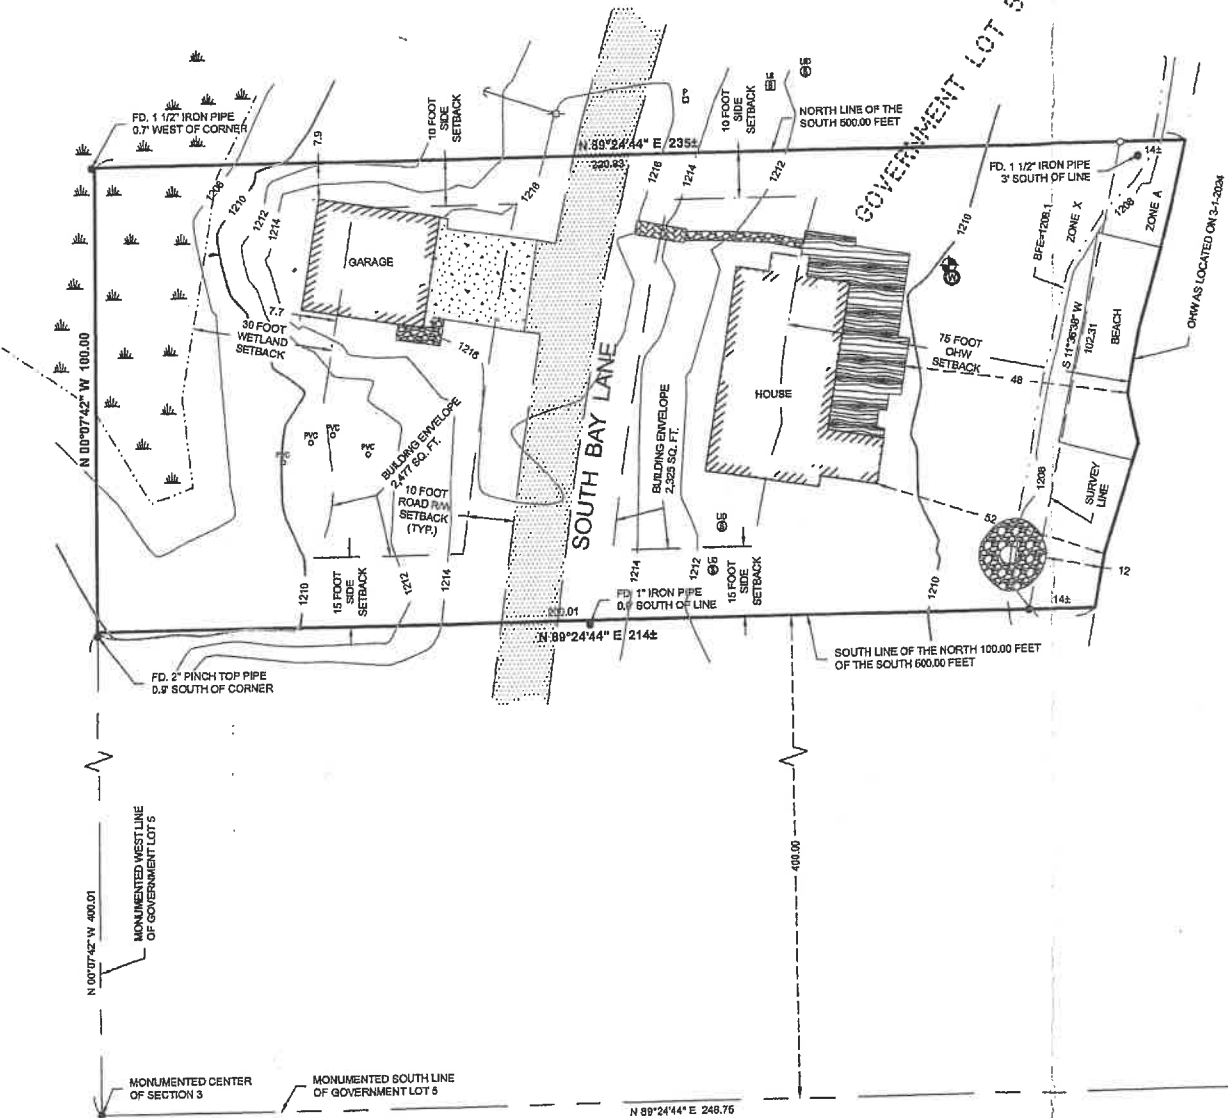 GOVERNMENT LOT 5
FD. 1 1/2" IRON PIPE
0.7' WEST OF CORNER
7.9
10 FOOT
SIDE
SETBACK
N 89°24'44" E 235±
220.83
10 FOOT
SIDE
SETBACK
NORTH LINE OF THE
SOUTH 500.00 FEET
FD. 1 1/2" IRON PIPE
3' SOUTH OF LINE
14±
1208
1210
1212
1214
1218
1216
1214
1212
1210
1208
ZONE X
ZONE A
BFE=1209.1
OHW AS LOCATED ON 3-1-2024
GARAGE
7.7
30 FOOT
WETLAND
SETBACK
1216
N 00°07'42" W 100.00
SOUTH BAY LANE
HOUSE
75 FOOT
OHW
SETBACK
48
S 11°36'38" W
102.31
BEACH
PVC
PVC
PVC
PVC
BUILDING ENVELOPE
2,477 SQ. FT.
BUILDING ENVELOPE
2,325 SQ. FT.
10 FOOT
ROAD R/W
SETBACK
(TYP.)
1208
SURVEY
LINE
52
12
1210
15 FOOT
SIDE
SETBACK
1212
1214
1214
1212
15 FOOT
SIDE
SETBACK
1210
14±
FD. 1" IRON PIPE
SOUTH OF LINE
N 89°24'44" E 214±
SOUTH LINE OF THE NORTH 100.00 FEET
OF THE SOUTH 500.00 FEET
FD. 2" PINCH TOP PIPE
0.9' SOUTH OF CORNER
400.00
MONUMENTED WEST LINE
OF GOVERNMENT LOT 5
N 00°07'42" W 400.01
MONUMENTED CENTER
OF SECTION 3
MONUMENTED SOUTH LINE
OF GOVERNMENT LOT 5
N 89°24'44" E 248.75